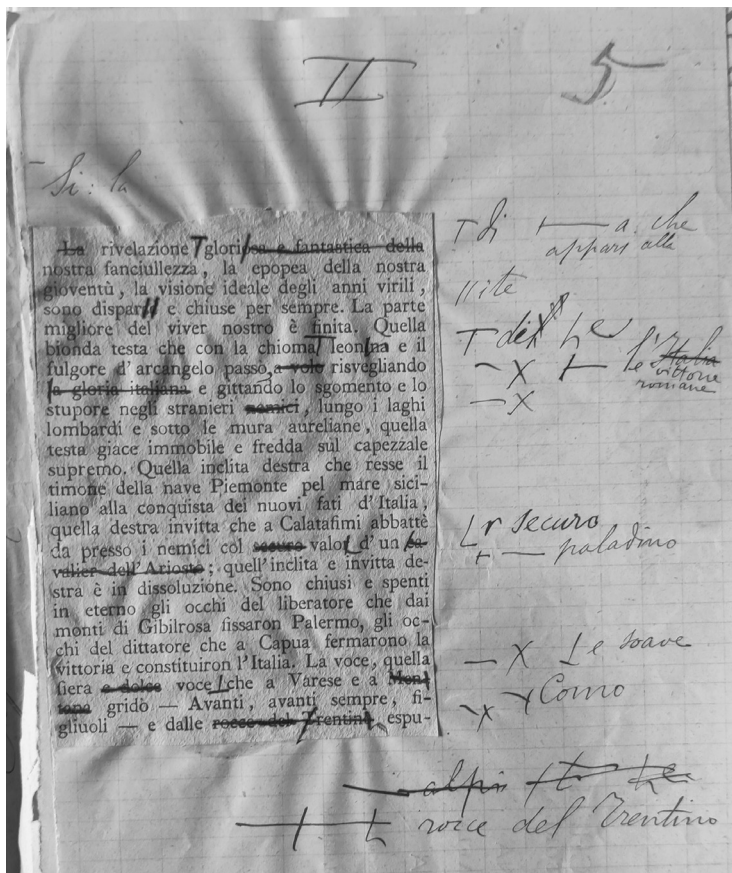 II 5
Si: la
La rivelazione gloriosa e fantastica della
nostra fanciullezza, la epopea della nostra
gioventù, la visione ideale degli anni virili,
sono disparII e chiuse per sempre. La parte
migliore del viver nostro è finita. Quella
bionda testa che con la chioma leonina e il
fulgore d'arcangelo passò, a volo risvegliando
la gloria italiana e gittando lo sgomento e lo
stupore negli stranieri nemici, lungo i laghi
lombardi e sotto le mura aureliane, quella
testa giace immobile e fredda sul capezzale
supremo. Quella inclita destra che resse il
timone della nave Piemonte pel mare sici-
liano alla conquista dei nuovi fati d'Italia,
quella destra invitta che a Calatafimi abbattè
da presso i nemici col securo valor d'un ca-
valier dell'Ariosto; quell'inclita e invitta de-
stra è in dissoluzione. Sono chiusi e spenti
in eterno gli occhi del liberatore che dai
monti di Gibilrosa fissaron Palermo, gli oc-
chi del dittatore che a Capua fermarono la
vittoria e constituiron l'Italia. La voce, quella
fiera e dolce voce che a Varese e a Men-
tana gridò — Avanti, avanti sempre, fi-
gliuoli — e dalle rocce del Trentino, espu-
T di a che
apparì alla
ite
T dei
X le Italia
vittorie
romane
X
r securo
paladino
X e soave
X Como
alpi
rocce del Trentino